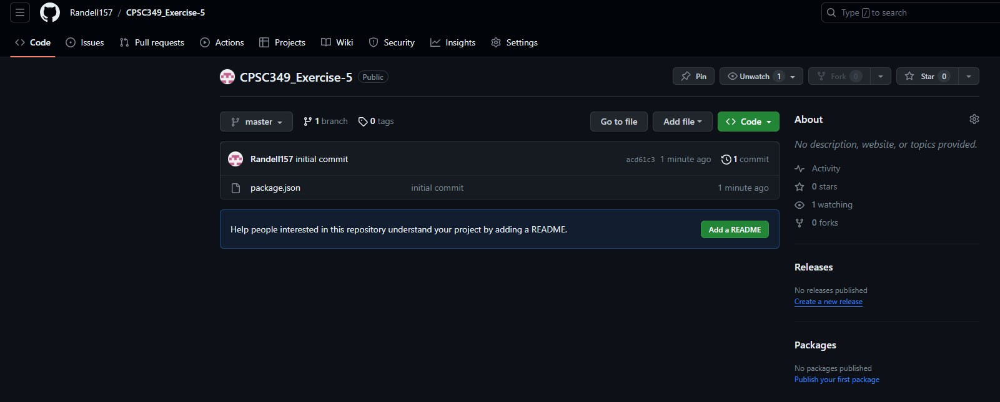 Randell157 / CPSC349_Exercise-5
Type / to search
Code Issues Pull requests Actions Projects Wiki Security Insights Settings
CPSC349_Exercise-5 Public
Pin Unwatch 1 Fork 0 Star 0
master 1 branch 0 tags Go to file Add file Code
Randell157 initial commit acd61c3 1 minute ago 1 commit
package.json initial commit 1 minute ago
Help people interested in this repository understand your project by adding a README. Add a README
About
No description, website, or topics provided.
Activity
0 stars
1 watching
0 forks
Releases
No releases published
Create a new release
Packages
No packages published
Publish your first package